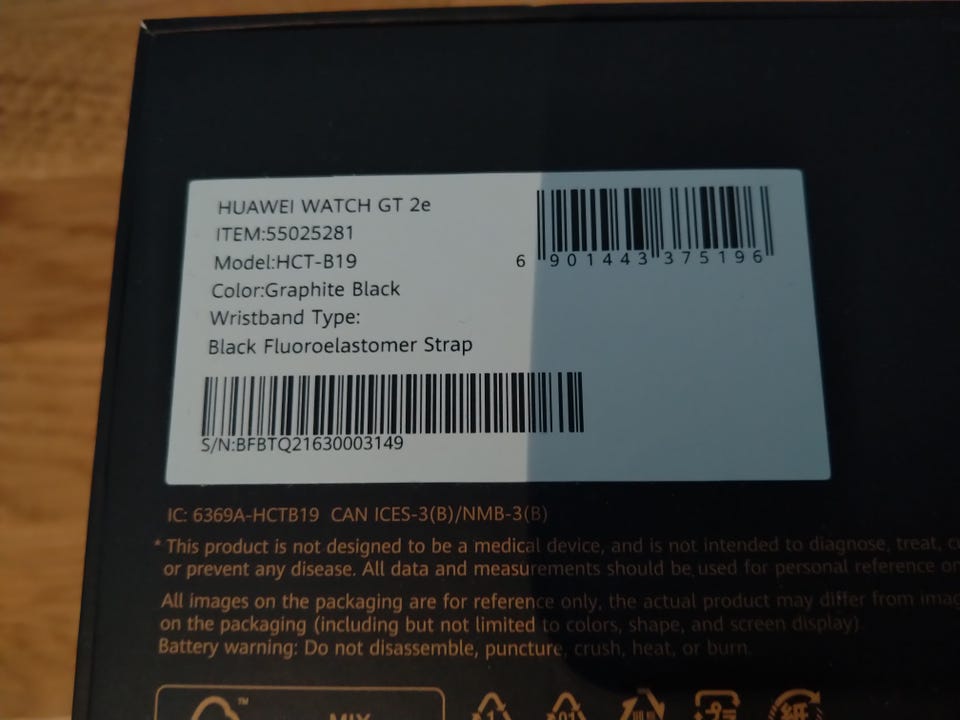 HUAWEI WATCH GT 2e
ITEM:55025281
Model:HCT-B19
Color:Graphite Black
Wristband Type:
Black Fluoroelastomer Strap
6 901443 375196
S/N:BFBTQ21630003149
IC: 6369A-HCTB19 CAN ICES-3(B)/NMB-3(B)
* This product is not designed to be a medical device, and is not intended to diagnose, treat,
or prevent any disease. All data and measurements should be used for personal reference
All images on the packaging are for reference only, the actual product may differ from
on the packaging (including but not limited to colors, shape, and screen display).
Battery warning: Do not disassemble, puncture, crush, heat, or burn.
™ MIX